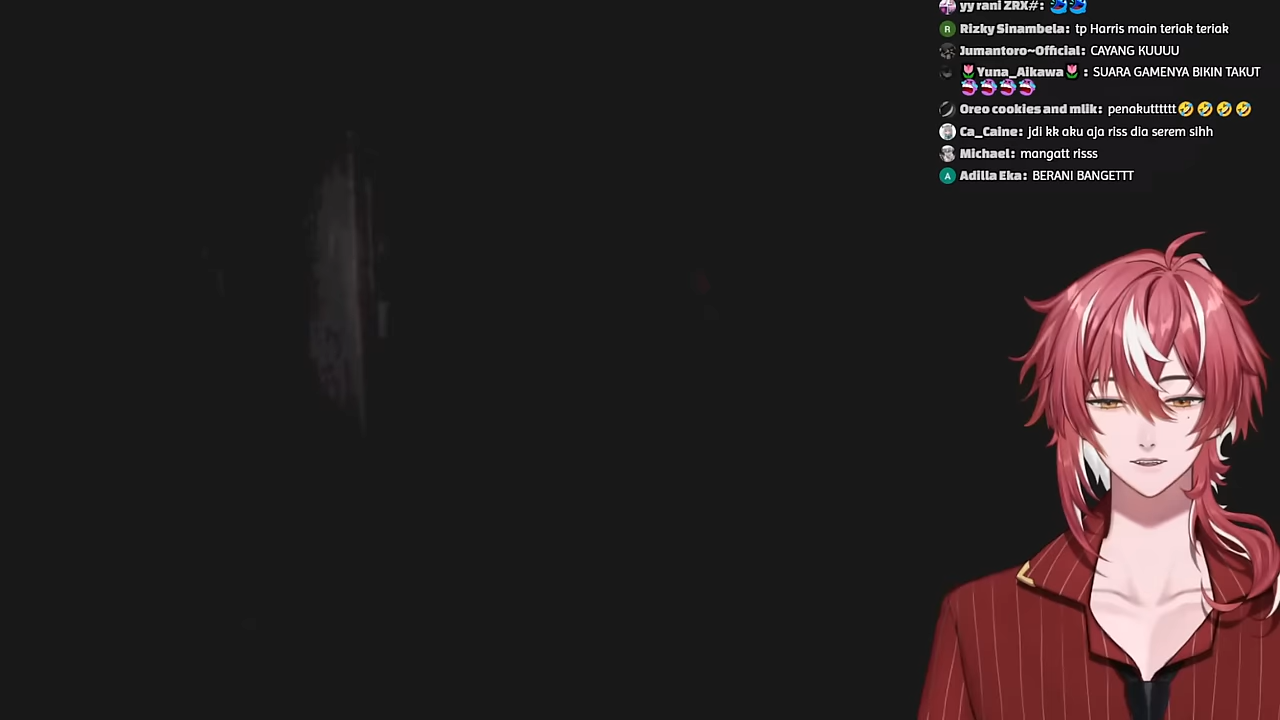 yy rani ZRX#:
R Rizky Sinambela: tp Harris main teriak teriak
Jumantoro~Official: CAYANG KUUUU
🌷Yuna_Aikawa🌷: SUARA GAMENYA BIKIN TAKUT
Oreo cookies and mlik: penakutttttt🤣🤣🤣🤣
Ca_Caine: jdi kk aku aja riss dia serem sihh
Michael: mangatt risss
A Adilla Eka: BERANI BANGETTT